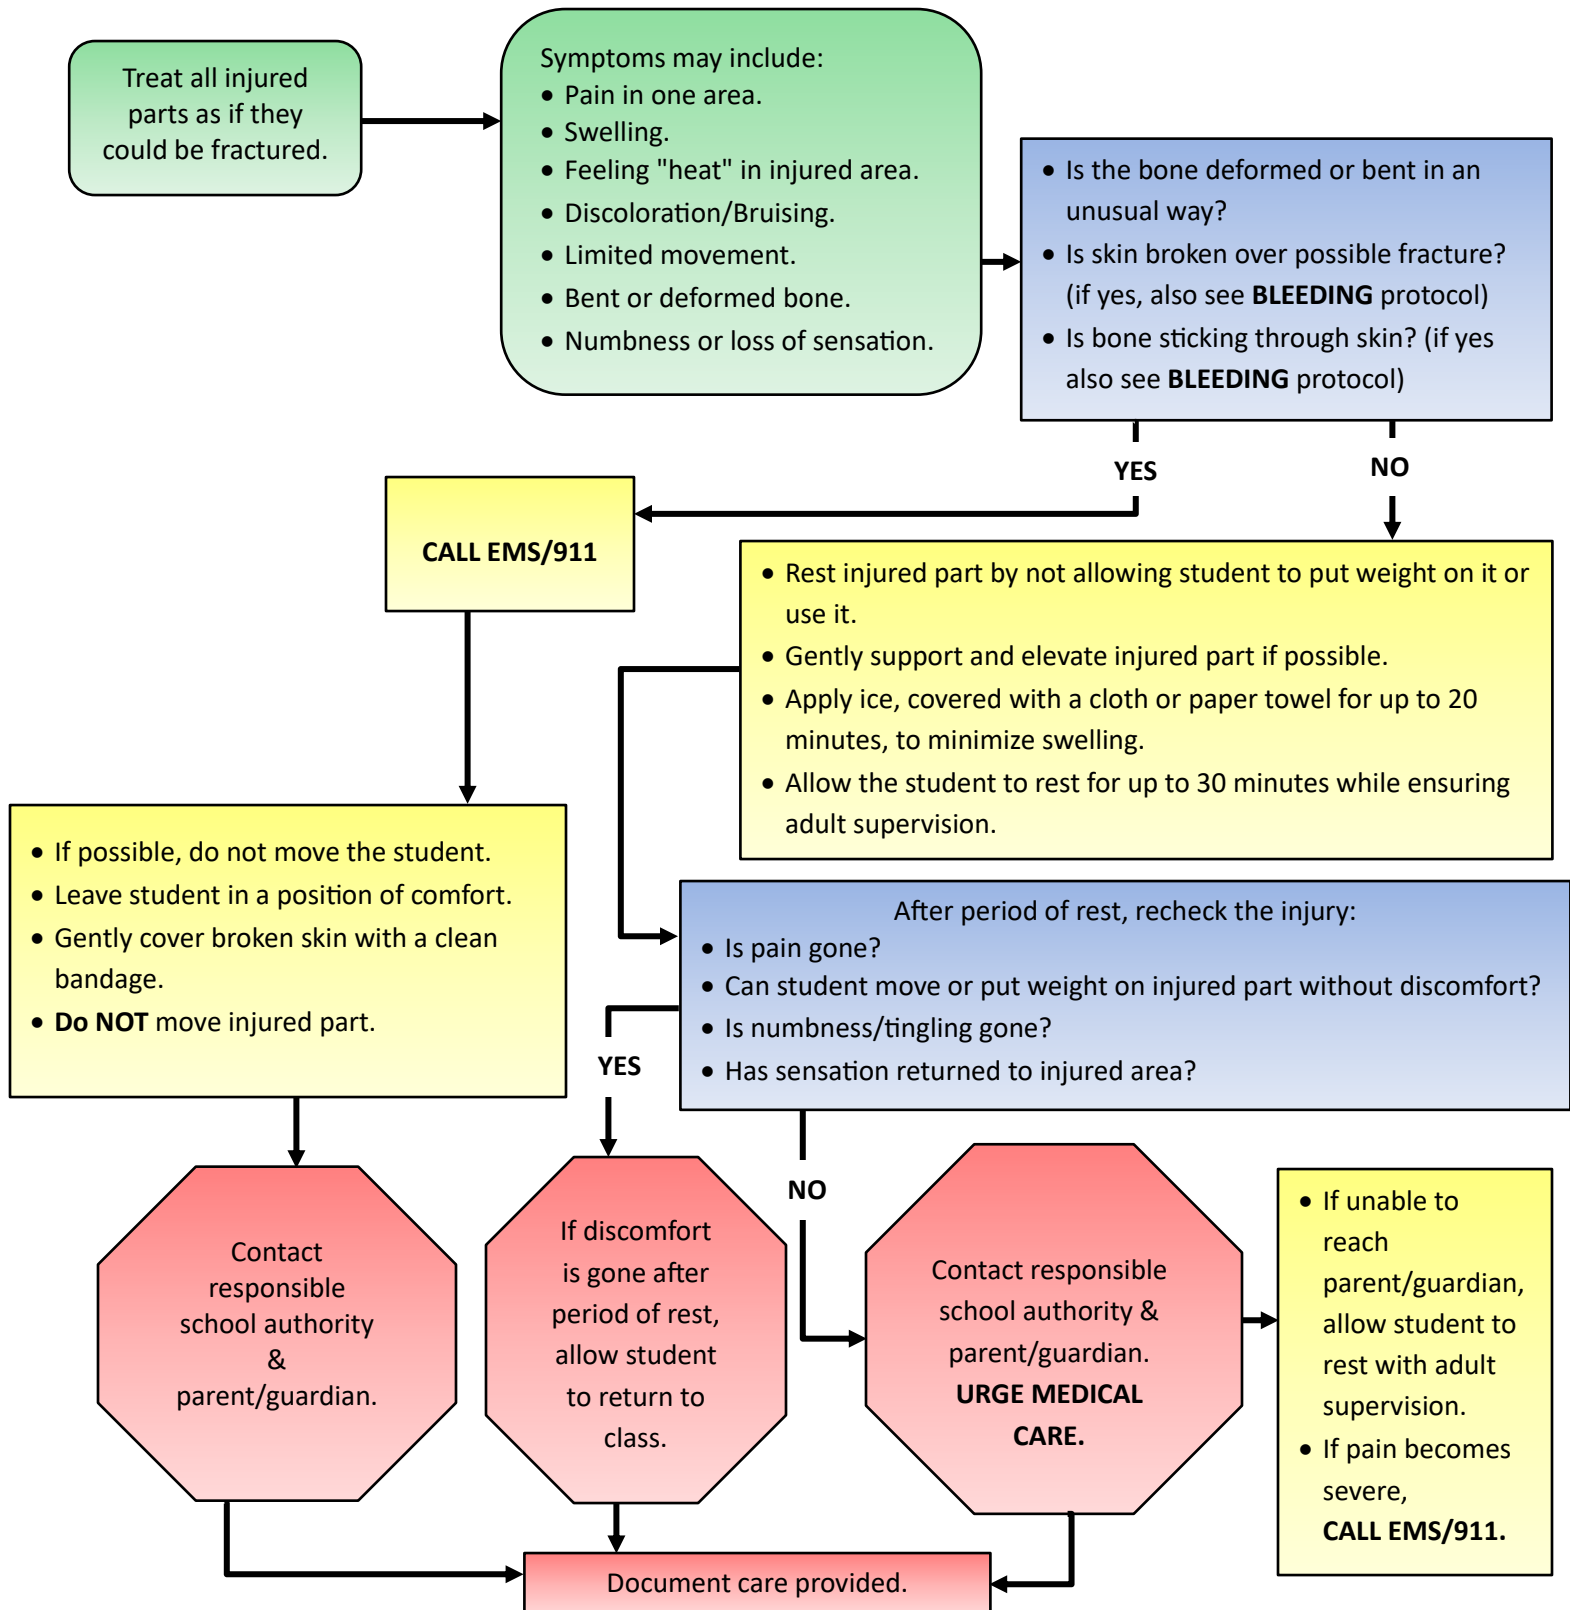 Treat all injured
parts as if they
could be fractured.
Symptoms may include:
• Pain in one area.
• Swelling.
• Feeling "heat" in injured area.
• Discoloration/Bruising.
• Limited movement.
• Bent or deformed bone.
• Numbness or loss of sensation.
• Is the bone deformed or bent in an
unusual way?
• Is skin broken over possible fracture?
(if yes, also see BLEEDING protocol)
• Is bone sticking through skin? (if yes
also see BLEEDING protocol)
YES
NO
CALL EMS/911
• Rest injured part by not allowing student to put weight on it or
use it.
• Gently support and elevate injured part if possible.
• Apply ice, covered with a cloth or paper towel for up to 20
minutes, to minimize swelling.
• Allow the student to rest for up to 30 minutes while ensuring
adult supervision.
• If possible, do not move the student.
• Leave student in a position of comfort.
• Gently cover broken skin with a clean
bandage.
• Do NOT move injured part.
After period of rest, recheck the injury:
• Is pain gone?
• Can student move or put weight on injured part without discomfort?
• Is numbness/tingling gone?
• Has sensation returned to injured area?
YES
NO
Contact
responsible
school authority
&
parent/guardian.
If discomfort
is gone after
period of rest,
allow student
to return to
class.
Contact responsible
school authority &
parent/guardian.
URGE MEDICAL
CARE.
• If unable to
reach
parent/guardian,
allow student to
rest with adult
supervision.
• If pain becomes
severe,
CALL EMS/911.
Document care provided.